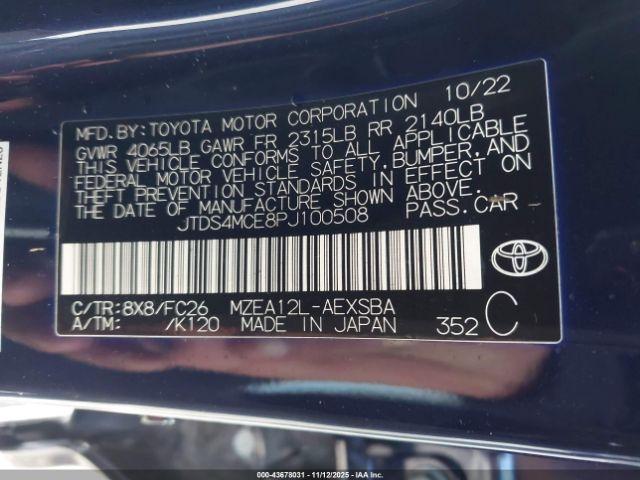 MFD. BY: TOYOTA MOTOR CORPORATION 10/22
GVWR 4065LB GAWR FR 2315LB RR 2140LB
THIS VEHICLE CONFORMS TO ALL APPLICABLE
FEDERAL MOTOR VEHICLE SAFETY, BUMPER, AND
THEFT PREVENTION STANDARDS IN EFFECT ON
THE DATE OF MANUFACTURE SHOWN ABOVE.
JTDS4MCE8PJ100508 PASS. CAR
C/TR: 8X8/FC26 MZEA12L-AEXSBA
A/TM: /K120 MADE IN JAPAN 352 C
000-43678031 - 11/12/2025 - IAAI.COM